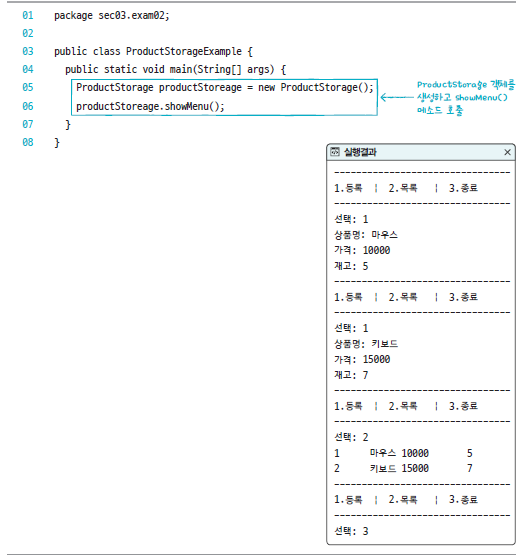 01 package sec03.exam02;
02
03 public class ProductStorageExample {
04 public static void main(String[] args) {
05 ProductStorage productStoreage = new ProductStorage();
06 productStoreage.showMenu();
07 }
08 }
ProductStorage 객체를
생성하고 showMenu()
메소드 호출
실행결과 ×
---------------------------------
1.등록 | 2.목록 | 3.종료
---------------------------------
선택: 1
상품명: 마우스
가격: 10000
재고: 5
---------------------------------
1.등록 | 2.목록 | 3.종료
---------------------------------
선택: 1
상품명: 키보드
가격: 15000
재고: 7
---------------------------------
1.등록 | 2.목록 | 3.종료
---------------------------------
선택: 2
1 마우스 10000 5
2 키보드 15000 7
---------------------------------
1.등록 | 2.목록 | 3.종료
---------------------------------
선택: 3